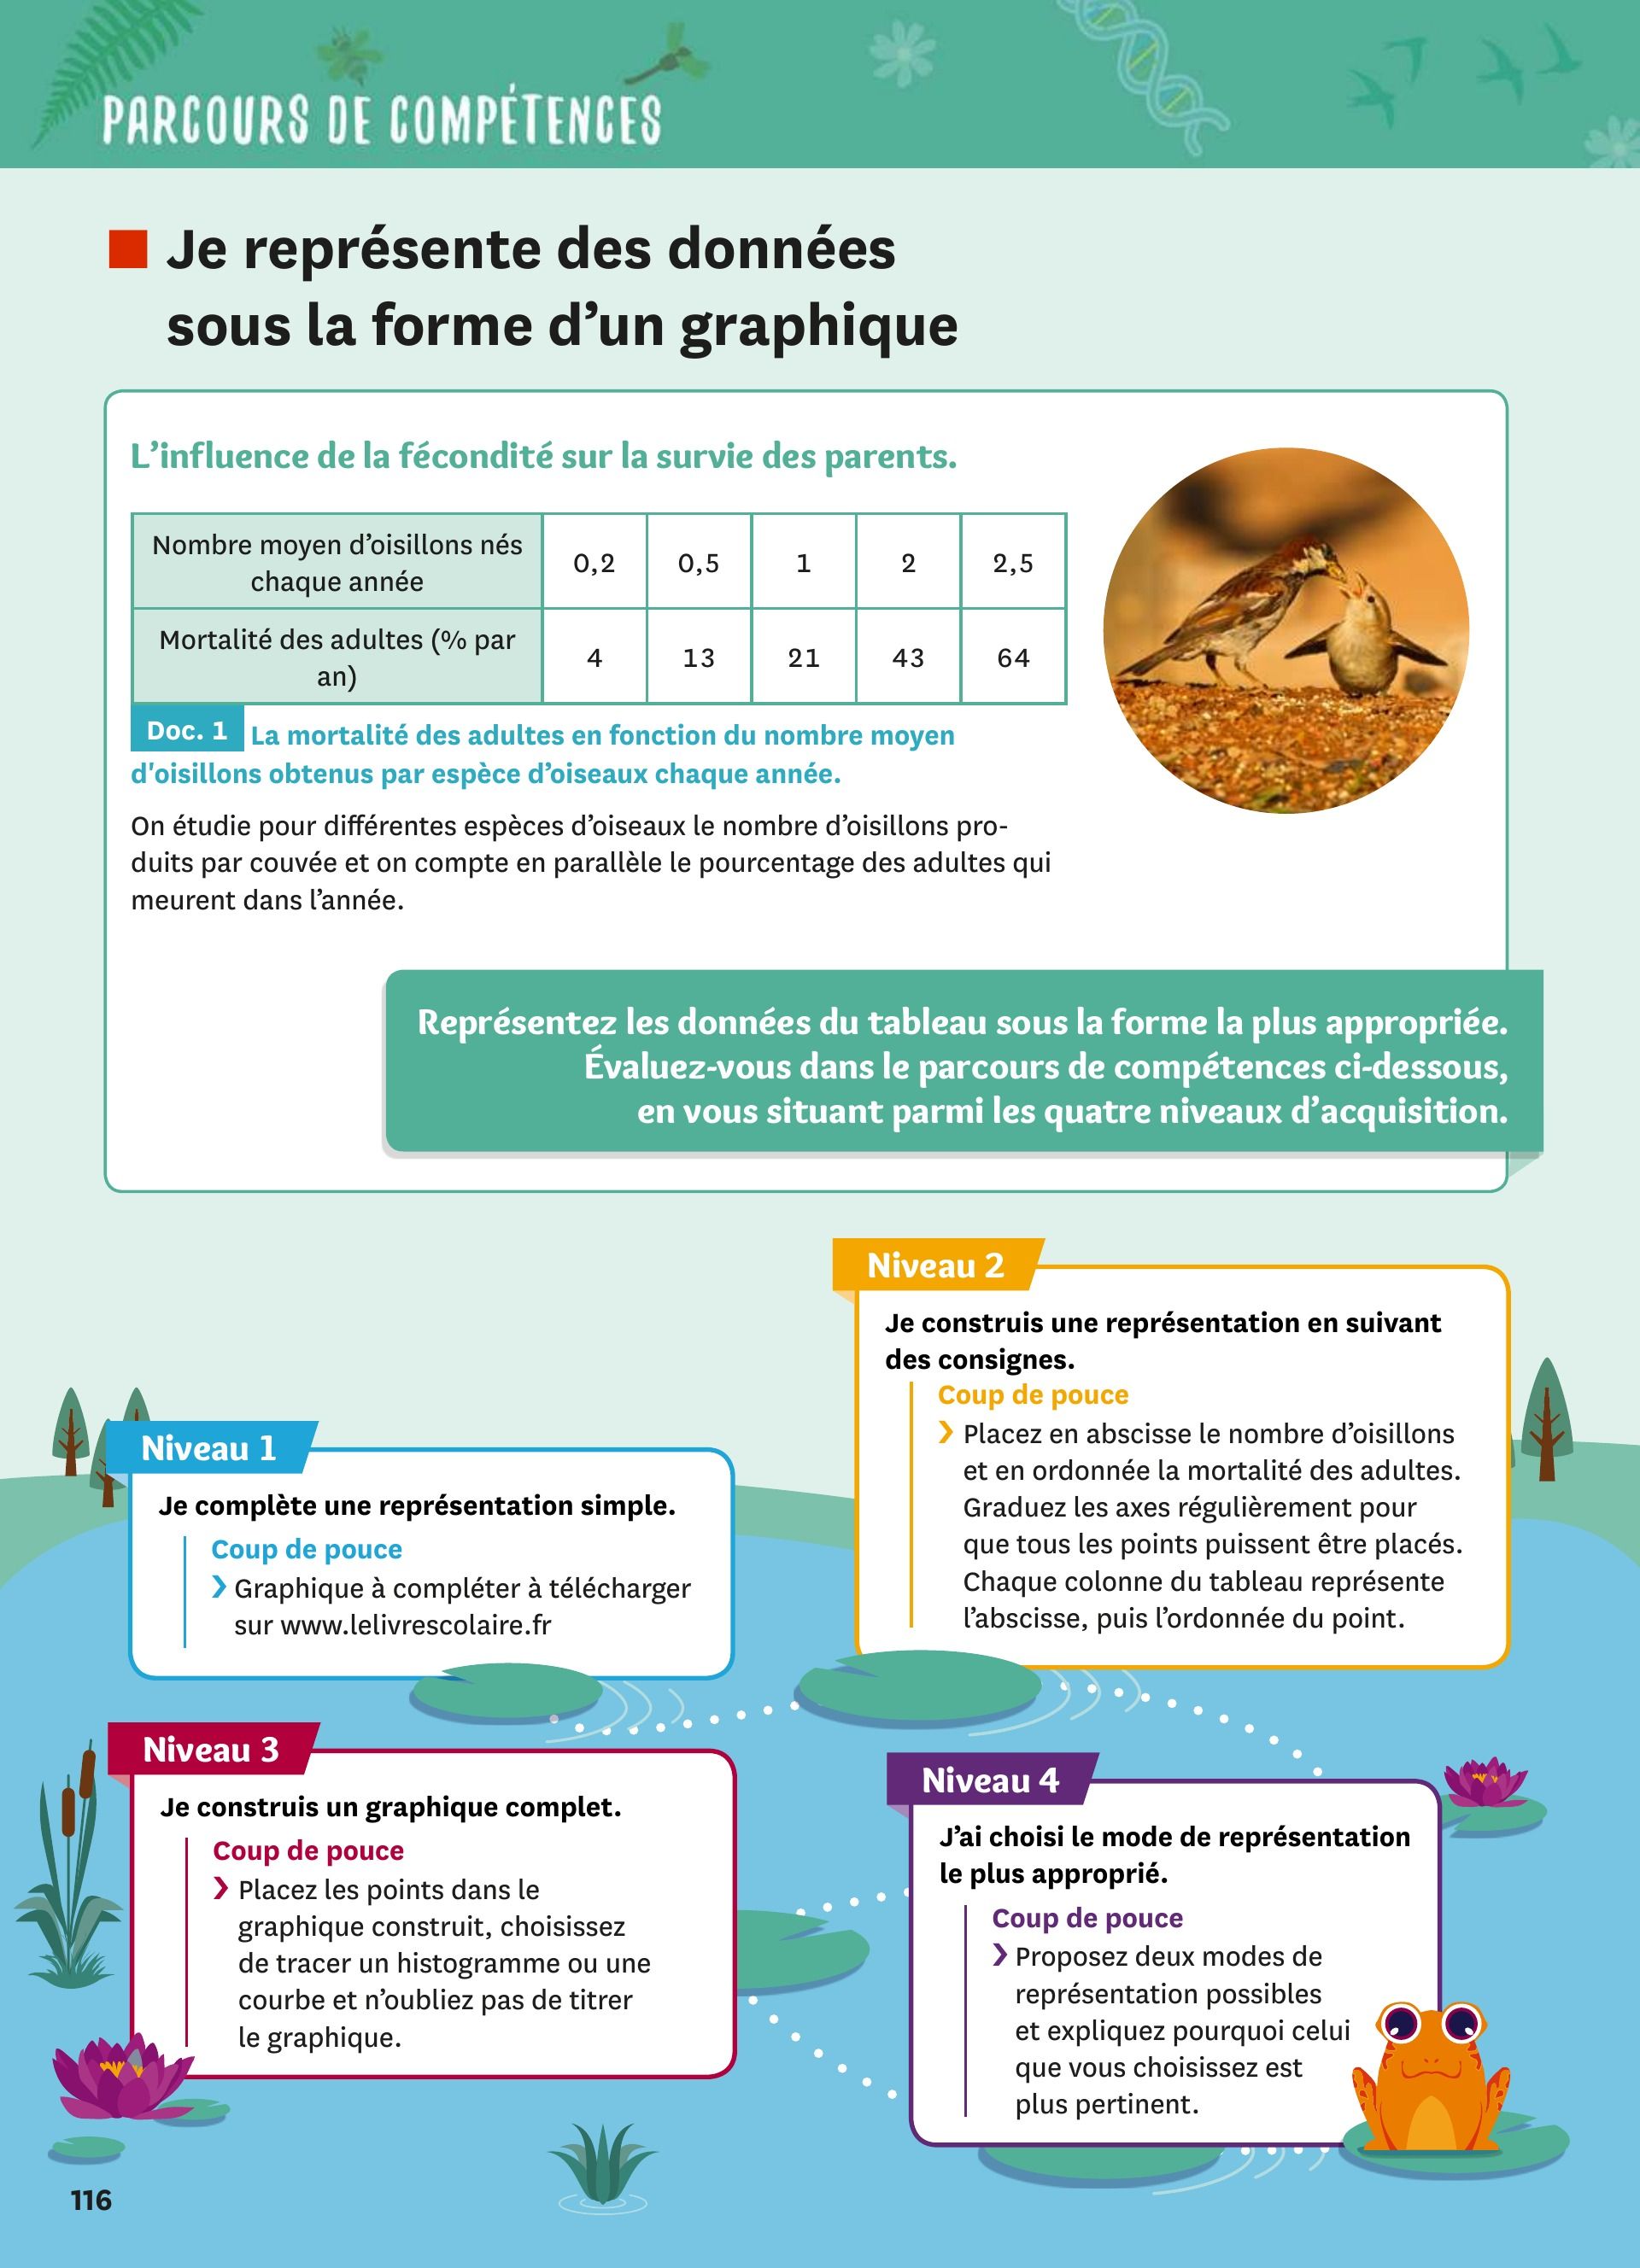 PARCOURS DE COMPÉTENCES
Je représente des données
sous la forme d’un graphique
L’influence de la fécondité sur la survie des parents.
Nombre moyen d’oisillons nés
chaque année
0,2 0,5 1 2 2,5
Mortalité des adultes (% par
an)
4 13 21 43 64
Doc. 1 La mortalité des adultes en fonction du nombre moyen
d'oisillons obtenus par espèce d’oiseaux chaque année.
On étudie pour différentes espèces d’oiseaux le nombre d’oisillons pro-
duits par couvée et on compte en parallèle le pourcentage des adultes qui
meurent dans l’année.
Représentez les données du tableau sous la forme la plus appropriée.
Évaluez-vous dans le parcours de compétences ci-dessous,
en vous situant parmi les quatre niveaux d’acquisition.
Niveau 1
Je complète une représentation simple.
Coup de pouce
Graphique à compléter à télécharger
sur www.lelivrescolaire.fr
Niveau 2
Je construis une représentation en suivant
des consignes.
Coup de pouce
Placez en abscisse le nombre d’oisillons
et en ordonnée la mortalité des adultes.
Graduez les axes régulièrement pour
que tous les points puissent être placés.
Chaque colonne du tableau représente
l’abscisse, puis l’ordonnée du point.
Niveau 3
Je construis un graphique complet.
Coup de pouce
Placez les points dans le
graphique construit, choisissez
de tracer un histogramme ou une
courbe et n’oubliez pas de titrer
le graphique.
Niveau 4
J’ai choisi le mode de représentation
le plus approprié.
Coup de pouce
Proposez deux modes de
représentation possibles
et expliquez pourquoi celui
que vous choisissez est
plus pertinent.
116